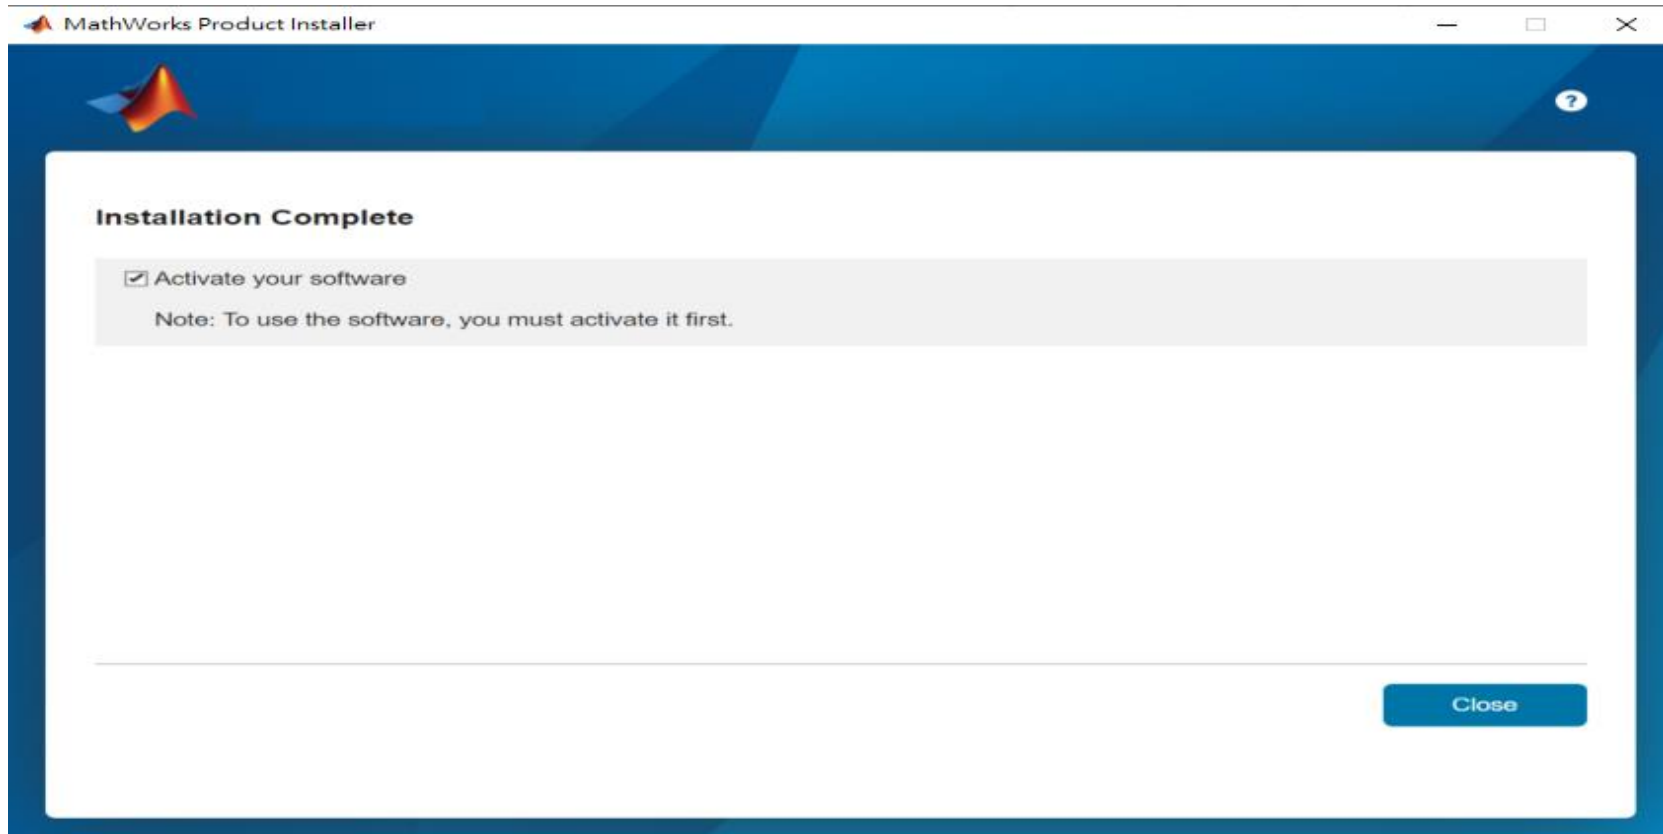 MathWorks Product Installer
?
Installation Complete
Activate your software
Note: To use the software, you must activate it first.
Close